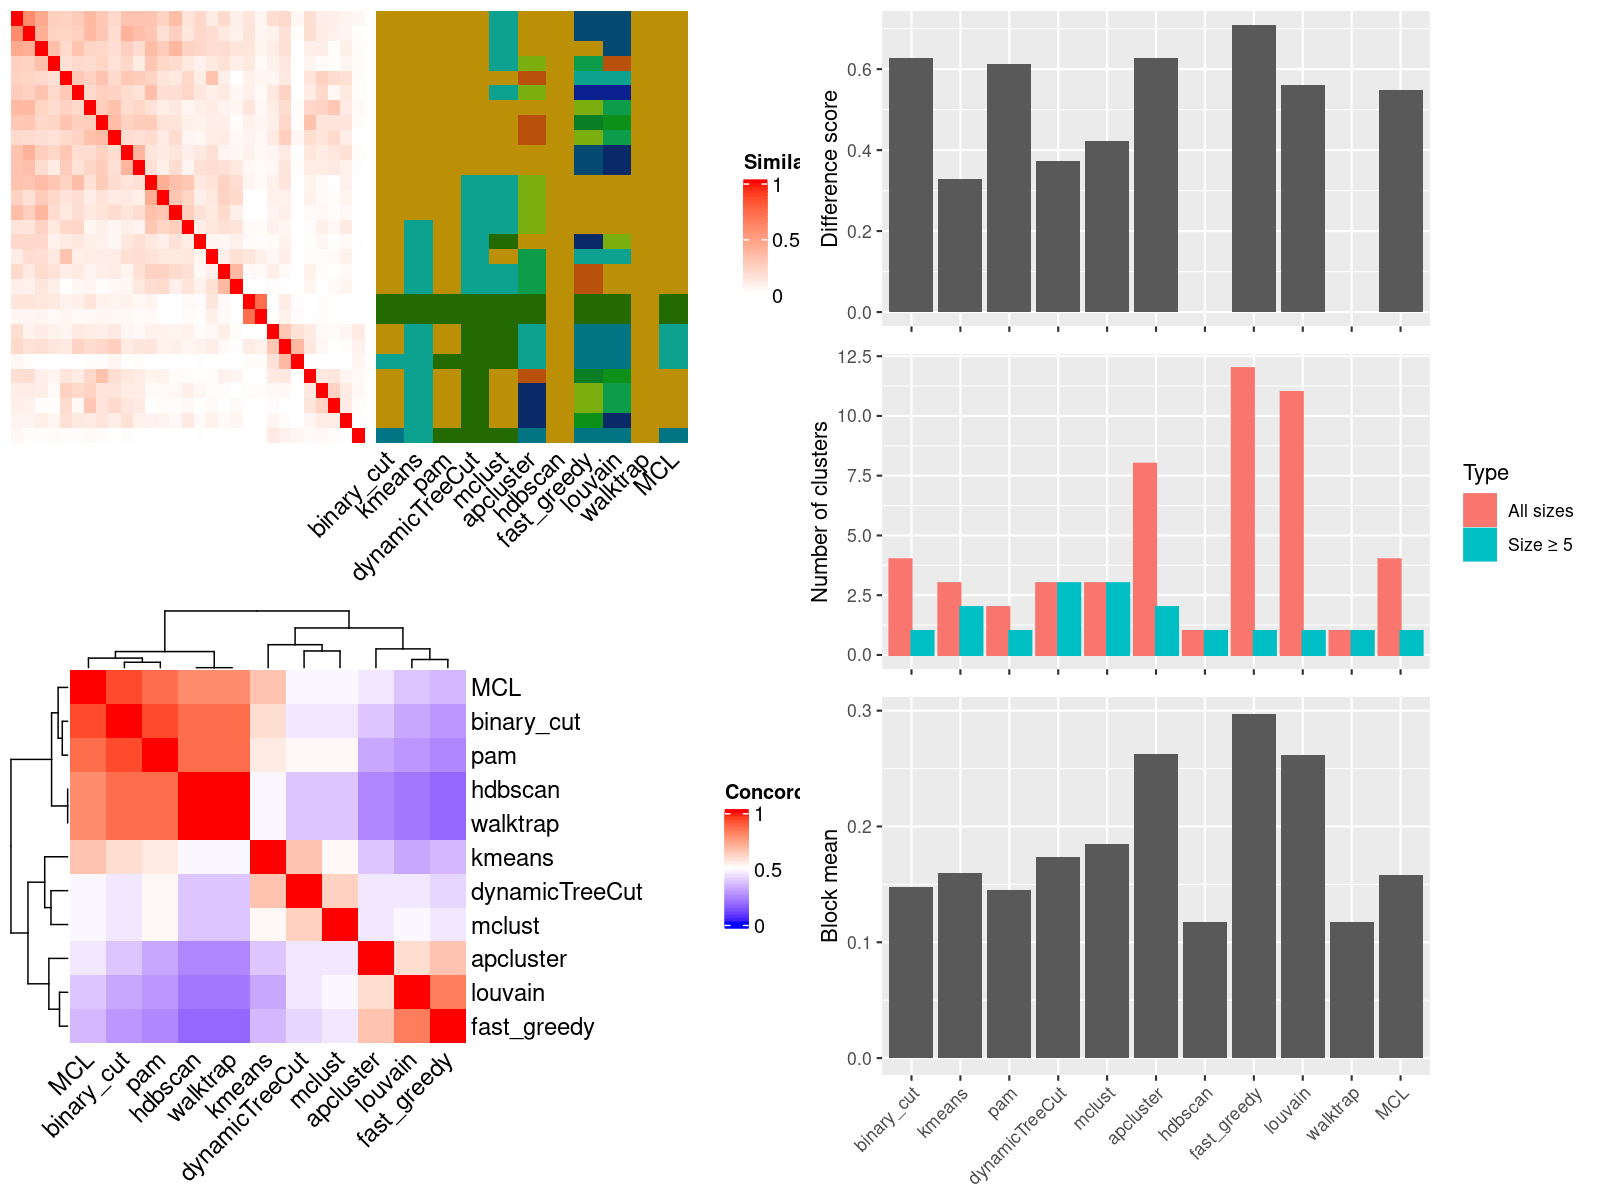 Simila
1
0.5
0
binary_cut
kmeans
pam
dynamicTreeCut
mclust
apcluster
hdbscan
fast_greedy
louvain
walktrap
MCL
MCL
binary_cut
pam
hdbscan
walktrap
kmeans
dynamicTreeCut
mclust
apcluster
louvain
fast_greedy
MCL
binary_cut
pam
hdbscan
walktrap
kmeans
dynamicTreeCut
mclust
apcluster
louvain
fast_greedy
Concord
1
0.5
0
Difference score
0.6
0.4
0.2
0.0
Number of clusters
12.5
10.0
7.5
5.0
2.5
0.0
Type
All sizes
Size ≥ 5
Block mean
0.3
0.2
0.1
0.0
binary_cut
kmeans
pam
dynamicTreeCut
mclust
apcluster
hdbscan
fast_greedy
louvain
walktrap
MCL